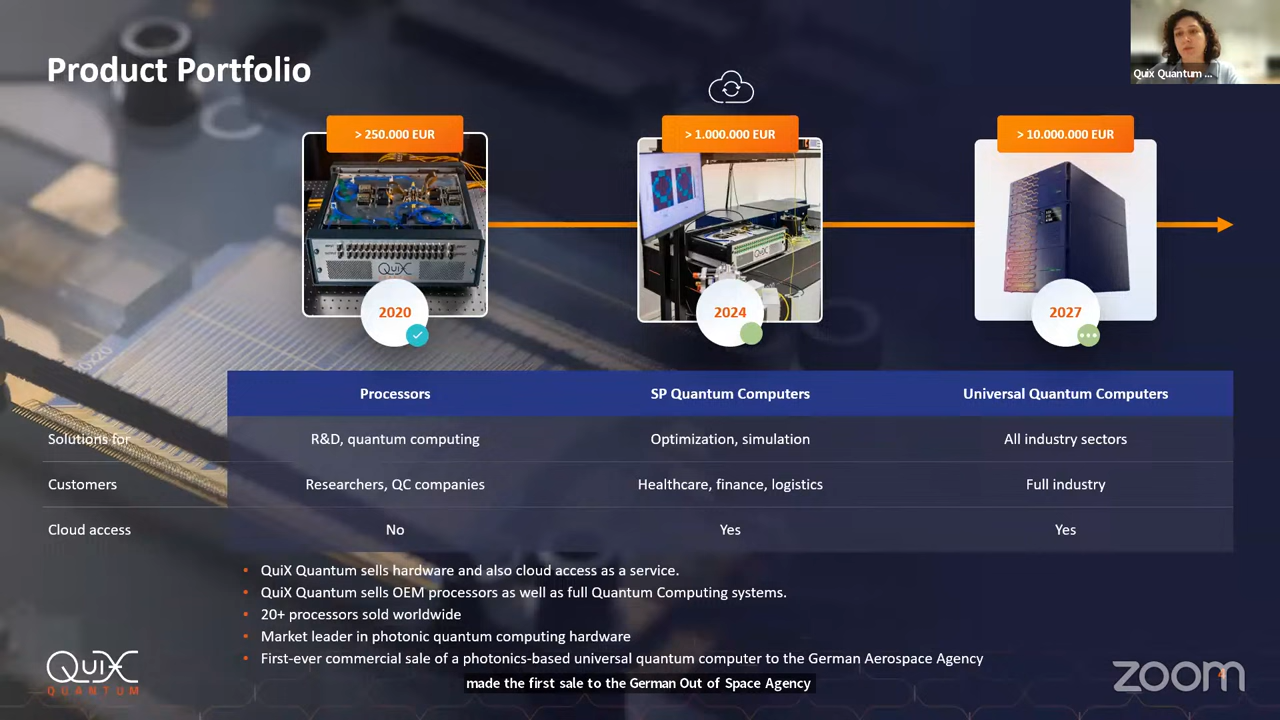 Product Portfolio
Quix Quantum ...
> 250.000 EUR
> 1.000.000 EUR
> 10.000.000 EUR
QuiX
QuiX
2020
2024
2027
Processors
SP Quantum Computers
Universal Quantum Computers
Solutions for
R&D, quantum computing
Optimization, simulation
All industry sectors
Customers
Researchers, QC companies
Healthcare, finance, logistics
Full industry
Cloud access
No
Yes
Yes
• QuiX Quantum sells hardware and also cloud access as a service.
• QuiX Quantum sells OEM processors as well as full Quantum Computing systems.
• 20+ processors sold worldwide
• Market leader in photonic quantum computing hardware
• First-ever commercial sale of a photonics-based universal quantum computer to the German Aerospace Agency
made the first sale to the German Out of Space Agency
QuiX
QUANTUM
zoom
4